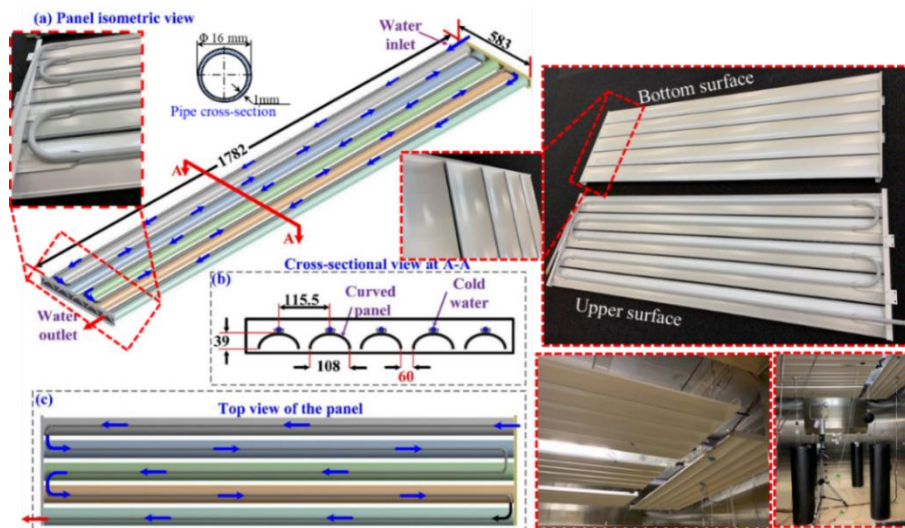 (a) Panel isometric view
Φ 16 mm
1mm
Pipe cross-section
Water
inlet
583
1782
A
A
Water
outlet
Cross-sectional view at A-A
(b)
115.5
Curved
panel
Cold
water
39
108
60
(c)
Top view of the panel
Bottom surface
Upper surface